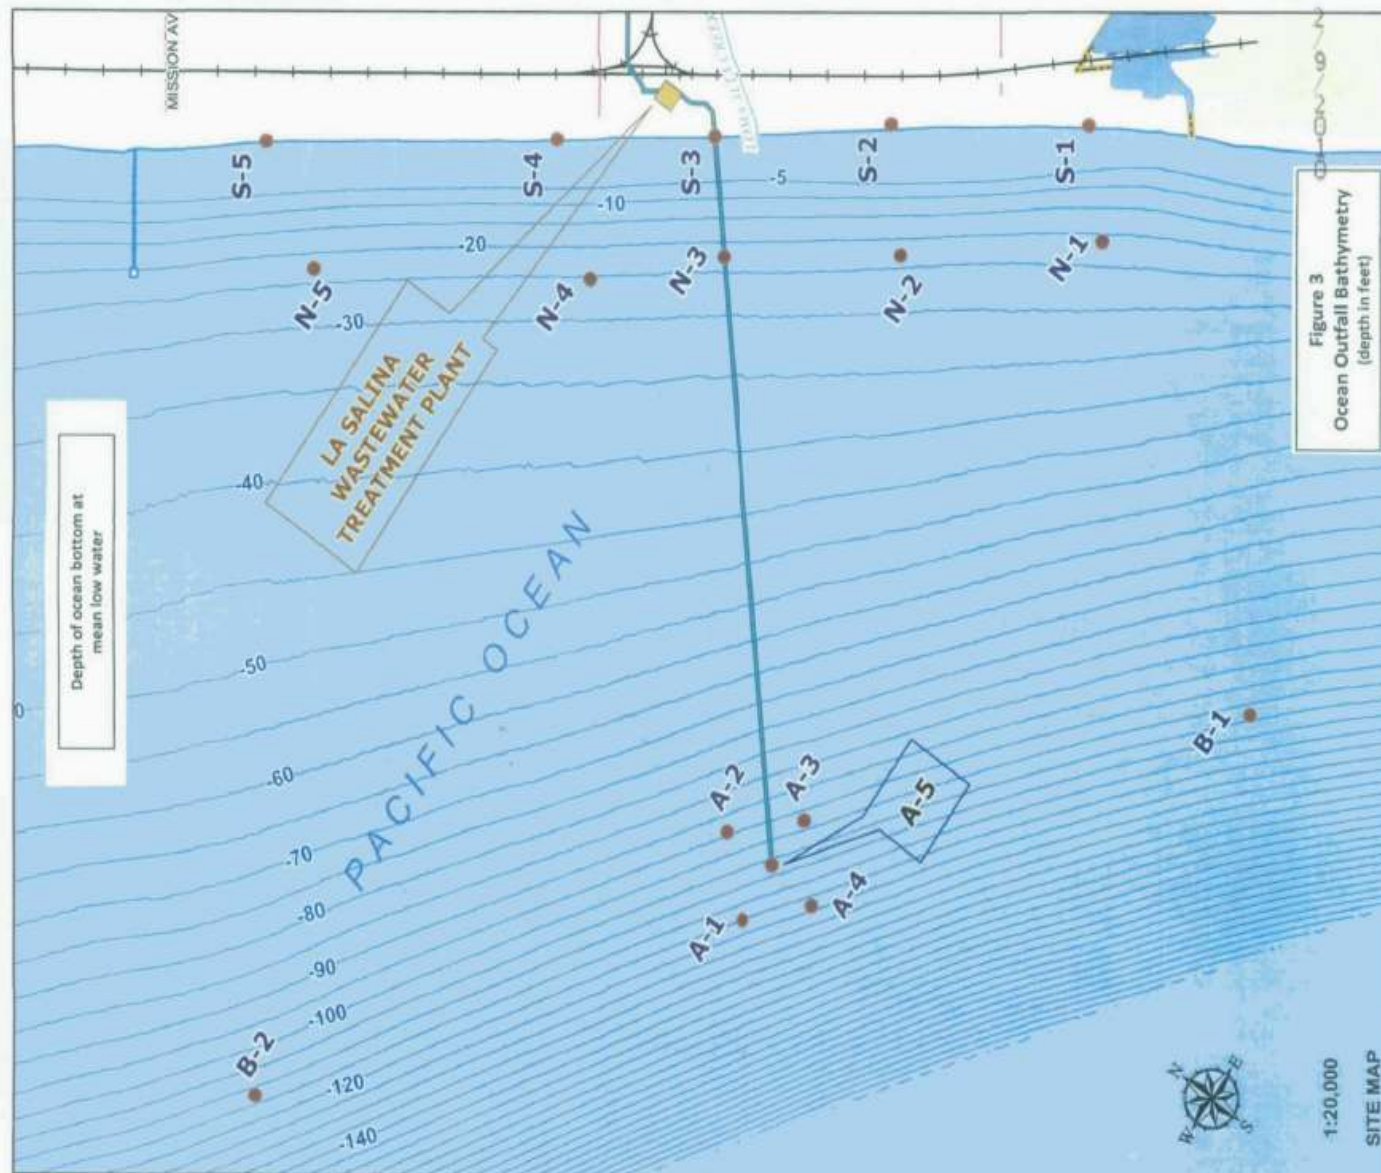 MISSION AV
S-5
S-4
S-3
S-2
S-1
-5
-10
-20
-30
N-5
N-4
N-3
N-2
N-1
LA SALINA
WASTEWATER
TREATMENT PLANT
Depth of ocean bottom at
mean low water
-40
-50
-60
-70
-80
-90
-100
-120
-140
PACIFIC OCEAN
A-2
A-3
A-5
A-1
A-4
B-1
B-2
Figure 3
Ocean Outfall Bathymetry
(depth in feet)
N
E
S
W
1:20,000
SITE MAP